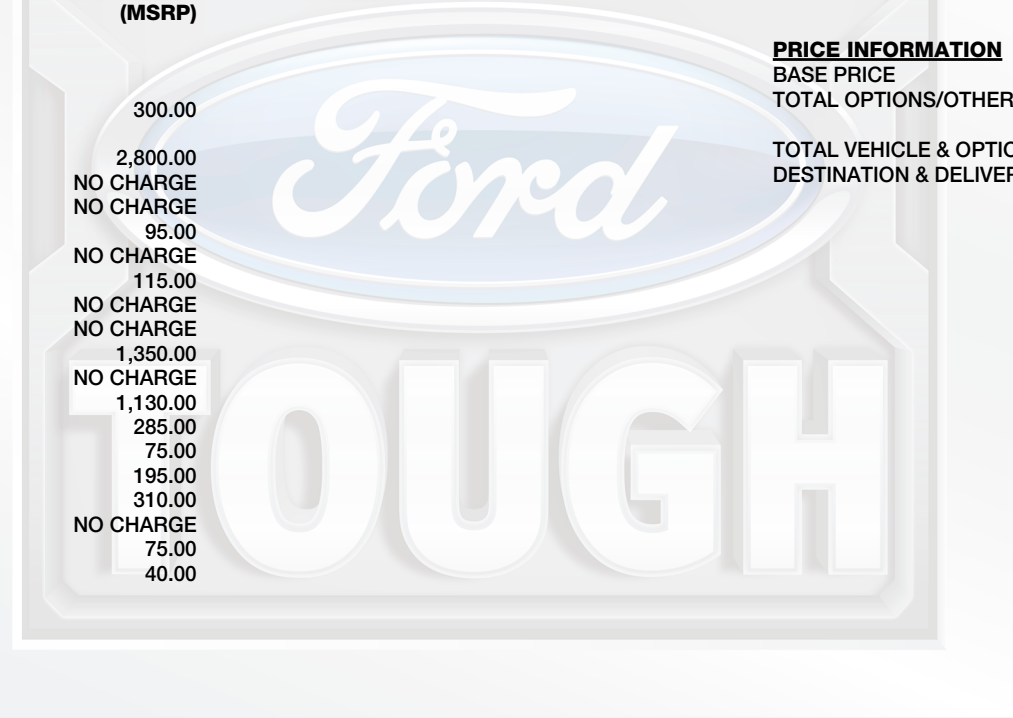 (MSRP)
300.00
2,800.00
NO CHARGE
NO CHARGE
95.00
NO CHARGE
115.00
NO CHARGE
NO CHARGE
1,350.00
NO CHARGE
1,130.00
285.00
75.00
195.00
310.00
NO CHARGE
75.00
40.00
PRICE INFORMATION
BASE PRICE
TOTAL OPTIONS/OTHER
TOTAL VEHICLE & OPTIO
DESTINATION & DELIVER
Ford
TOUGH